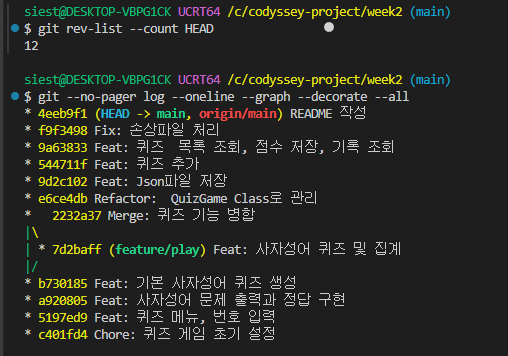 siest@DESKTOP-VBPG1CK UCRT64 /c/codyssey-project/week2 (main)
$ git rev-list --count HEAD
12
siest@DESKTOP-VBPG1CK UCRT64 /c/codyssey-project/week2 (main)
$ git --no-pager log --oneline --graph --decorate --all
* 4eeb9f1 (HEAD -> main, origin/main) README 작성
* f9f3498 Fix: 손상파일 처리
* 9a63833 Feat: 퀴즈  목록 조회, 점수 저장, 기록 조회
* 544711f Feat: 퀴즈 추가
* 9d2c102 Feat: Json파일 저장
* e6ce4db Refactor:  QuizGame Class로 관리
*   2232a37 Merge: 퀴즈 기능 병합
|\
| * 7d2baff (feature/play) Feat: 사자성어 퀴즈 및 집계
|/
* b730185 Feat: 기본 사자성어 퀴즈 생성
* a920805 Feat: 사자성어 문제 출력과 정답 구현
* 5197ed9 Feat: 퀴즈 메뉴, 번호 입력
* c401fd4 Chore: 퀴즈 게임 초기 설정